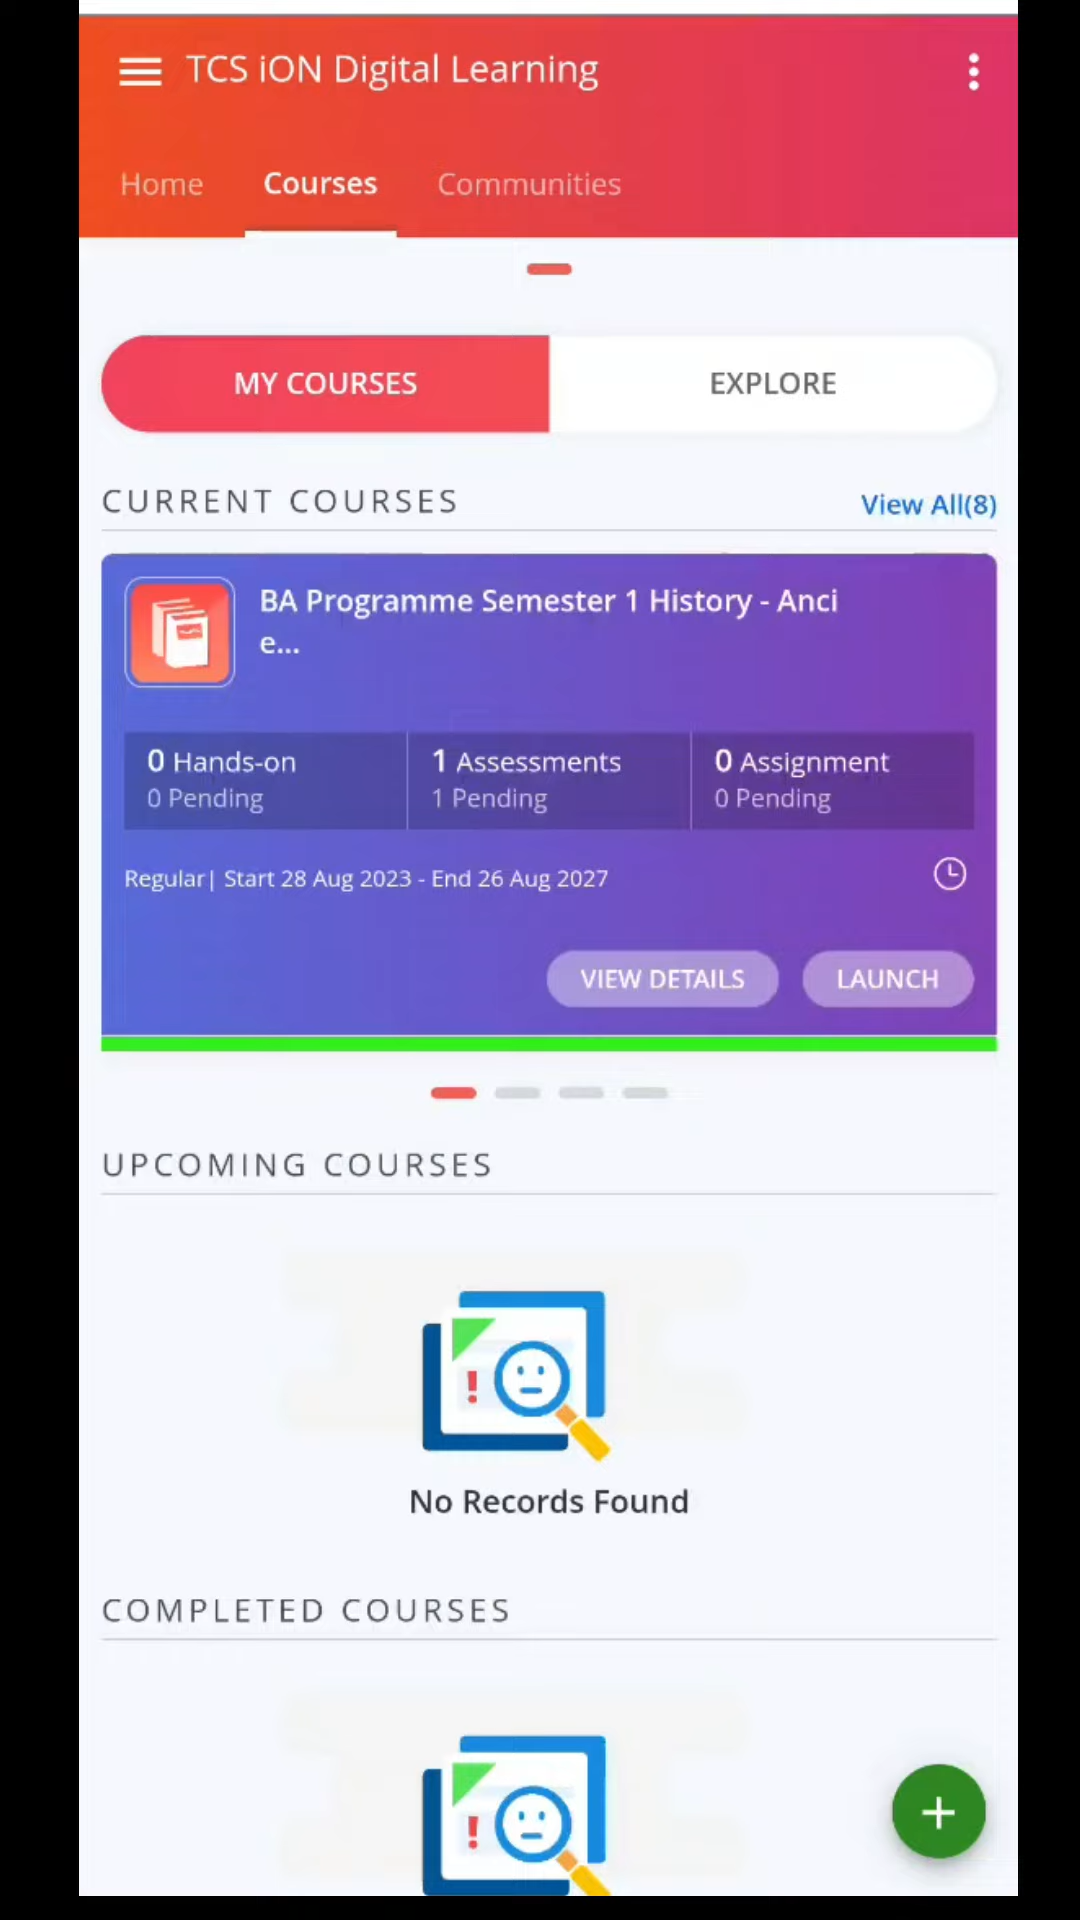 TCS iON Digital Learning
Home Courses Communities
MY COURSES EXPLORE
CURRENT COURSES View All(8)
BA Programme Semester 1 History - Anci
e...
0 Hands-on 1 Assessments 0 Assignment
0 Pending 1 Pending 0 Pending
Regular| Start 28 Aug 2023 - End 26 Aug 2027
VIEW DETAILS LAUNCH
UPCOMING COURSES
!
No Records Found
COMPLETED COURSES
!
+